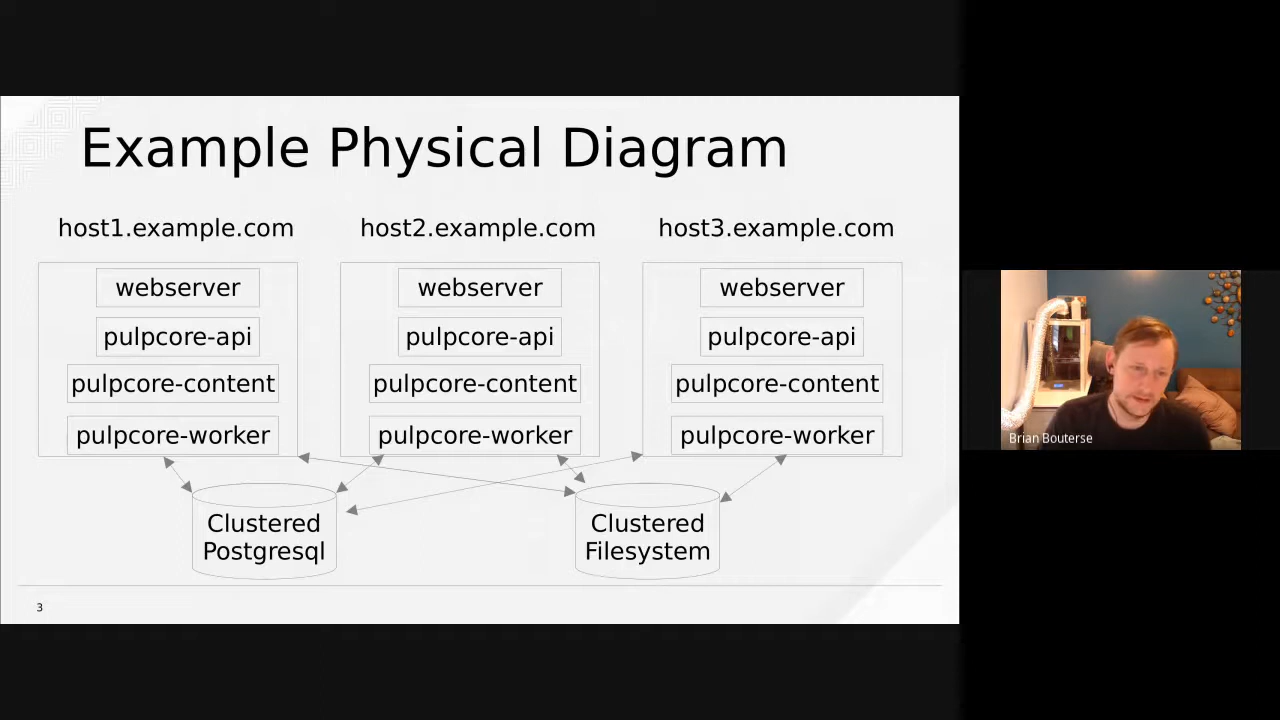 Example Physical Diagram
host1.example.com
host2.example.com
host3.example.com
webserver
webserver
webserver
pulpcore-api
pulpcore-api
pulpcore-api
pulpcore-content
pulpcore-content
pulpcore-content
pulpcore-worker
pulpcore-worker
pulpcore-worker
Clustered
Postgresql
Clustered
Filesystem
3
Brian Bouterse